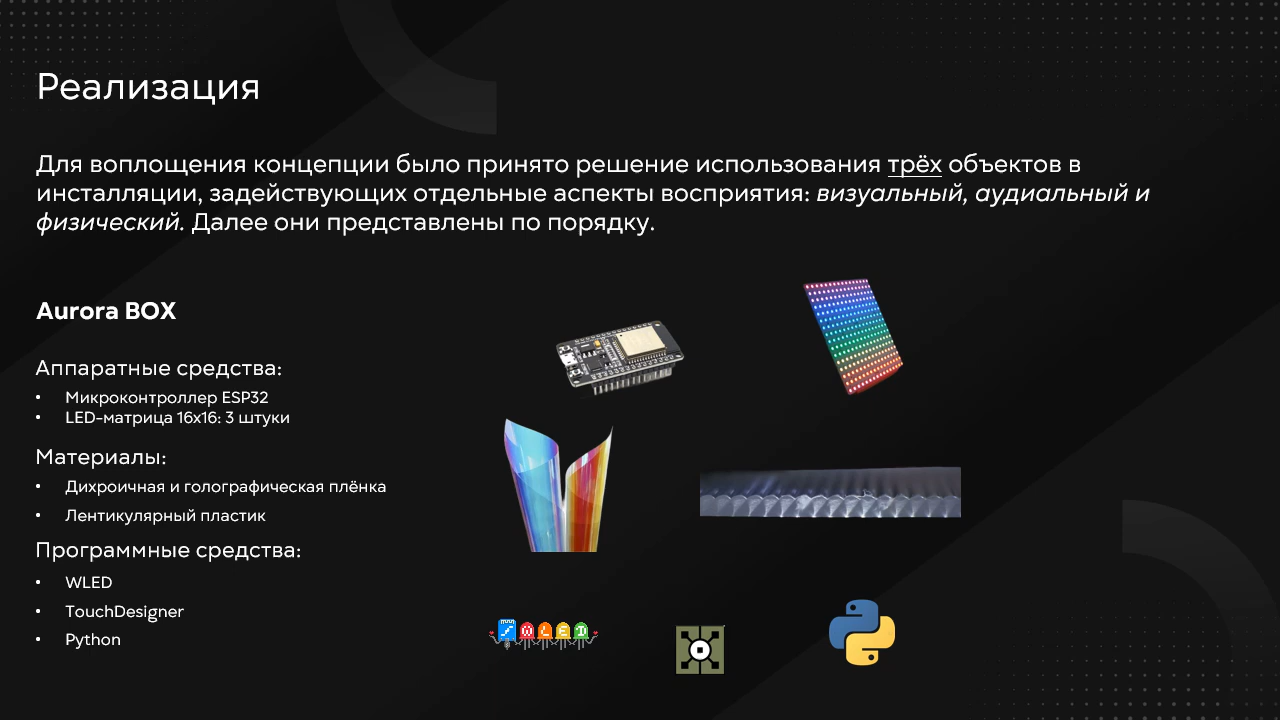 Реализация
Для воплощения концепции было принято решение использования трёх объектов в
инсталляции, задействующих отдельные аспекты восприятия: визуальный, аудиальный и
физический. Далее они представлены по порядку.
Aurora BOX
Аппаратные средства:
• Микроконтроллер ESP32
• LED-матрица 16x16: 3 штуки
Материалы:
• Дихроичная и голографическая плёнка
• Лентикулярный пластик
Программные средства:
• WLED
• TouchDesigner
• Python
WLED